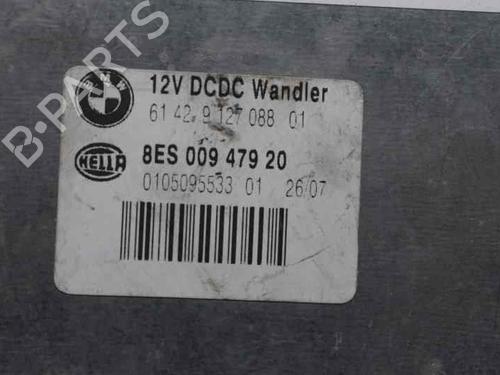 B-PARTS
BMW
12V DCDC Wandler
61 42 9 127 088 01
HELLA
8ES 009 479 20
0105095533 01 26/07